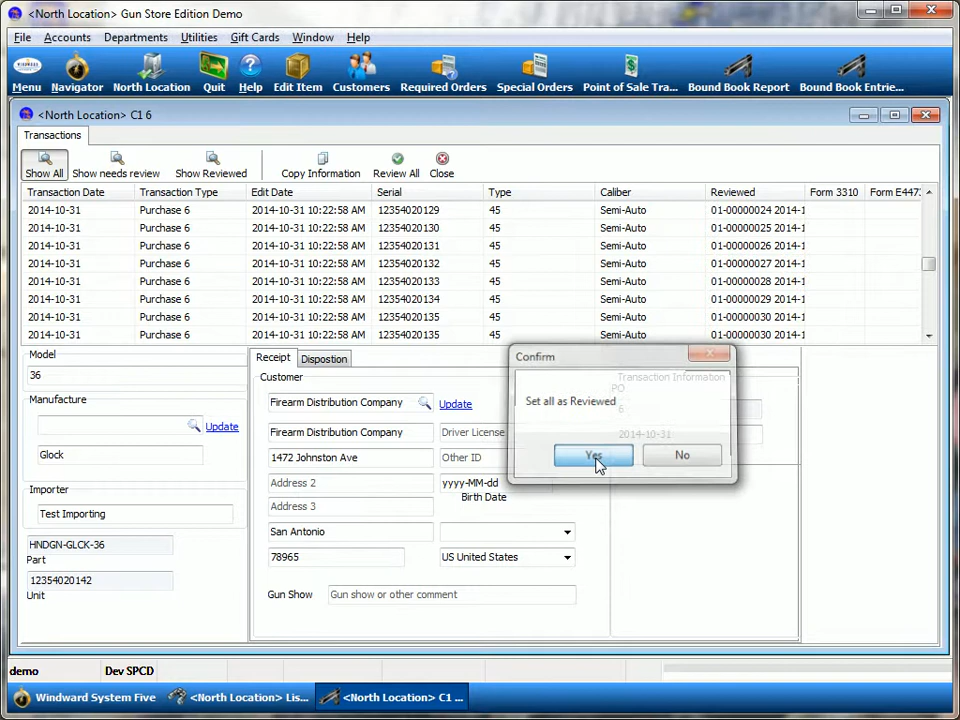 <North Location> Gun Store Edition Demo
File Accounts Departments Utilities Gift Cards Window Help
Menu Navigator North Location Quit Help Edit Item Customers Required Orders Special Orders Point of Sale Tra... Bound Book Report Bound Book Entrie...
<North Location> C1 6
Transactions
Show All Show needs review Show Reviewed Copy Information Review All Close
Transaction Date Transaction Type Edit Date Serial Type Caliber Reviewed Form 3310 Form E4473
2014-10-31 Purchase 6 2014-10-31 10:22:58 AM 12354020129 45 Semi-Auto 01-00000024 2014-1
2014-10-31 Purchase 6 2014-10-31 10:22:58 AM 12354020130 45 Semi-Auto 01-00000025 2014-1
2014-10-31 Purchase 6 2014-10-31 10:22:58 AM 12354020131 45 Semi-Auto 01-00000026 2014-1
2014-10-31 Purchase 6 2014-10-31 10:22:58 AM 12354020132 45 Semi-Auto 01-00000027 2014-1
2014-10-31 Purchase 6 2014-10-31 10:22:58 AM 12354020133 45 Semi-Auto 01-00000028 2014-1
2014-10-31 Purchase 6 2014-10-31 10:22:58 AM 12354020134 45 Semi-Auto 01-00000029 2014-1
2014-10-31 Purchase 6 2014-10-31 10:22:58 AM 12354020135 45 Semi-Auto 01-00000030 2014-1
2014-10-31 Purchase 6 2014-10-31 10:22:58 AM 12354020135 45 Semi-Auto 01-00000030 2014-1
Model
36
Manufacture
Update
Glock
Importer
Test Importing
HNDGN-GLCK-36
Part
12354020142
Unit
Receipt Dispostion
Customer
Firearm Distribution Company Update
Firearm Distribution Company Driver License
1472 Johnston Ave Other ID
Address 2 yyyy-MM-dd
Birth Date
Address 3
San Antonio
78965 US United States
Gun Show Gun show or other comment
Confirm
Transaction Information
PO
Set all as Reviewed
6
2014-10-31
Yes No
demo Dev SPCD
Windward System Five <North Location> Lis... <North Location> C1 ...